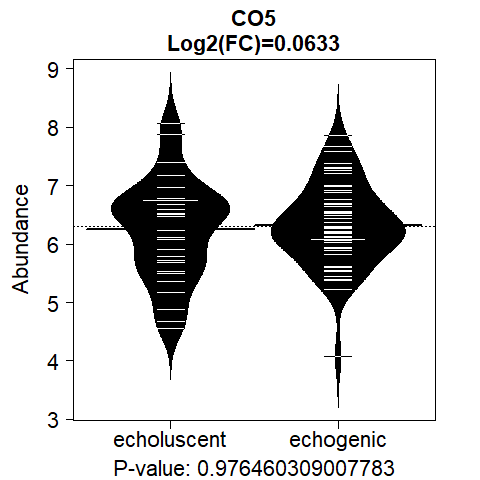 CO5
Log2(FC)=0.0633
Abundance
9
8
7
6
5
4
3
echoluscent echogenic
P-value: 0.976460309007783